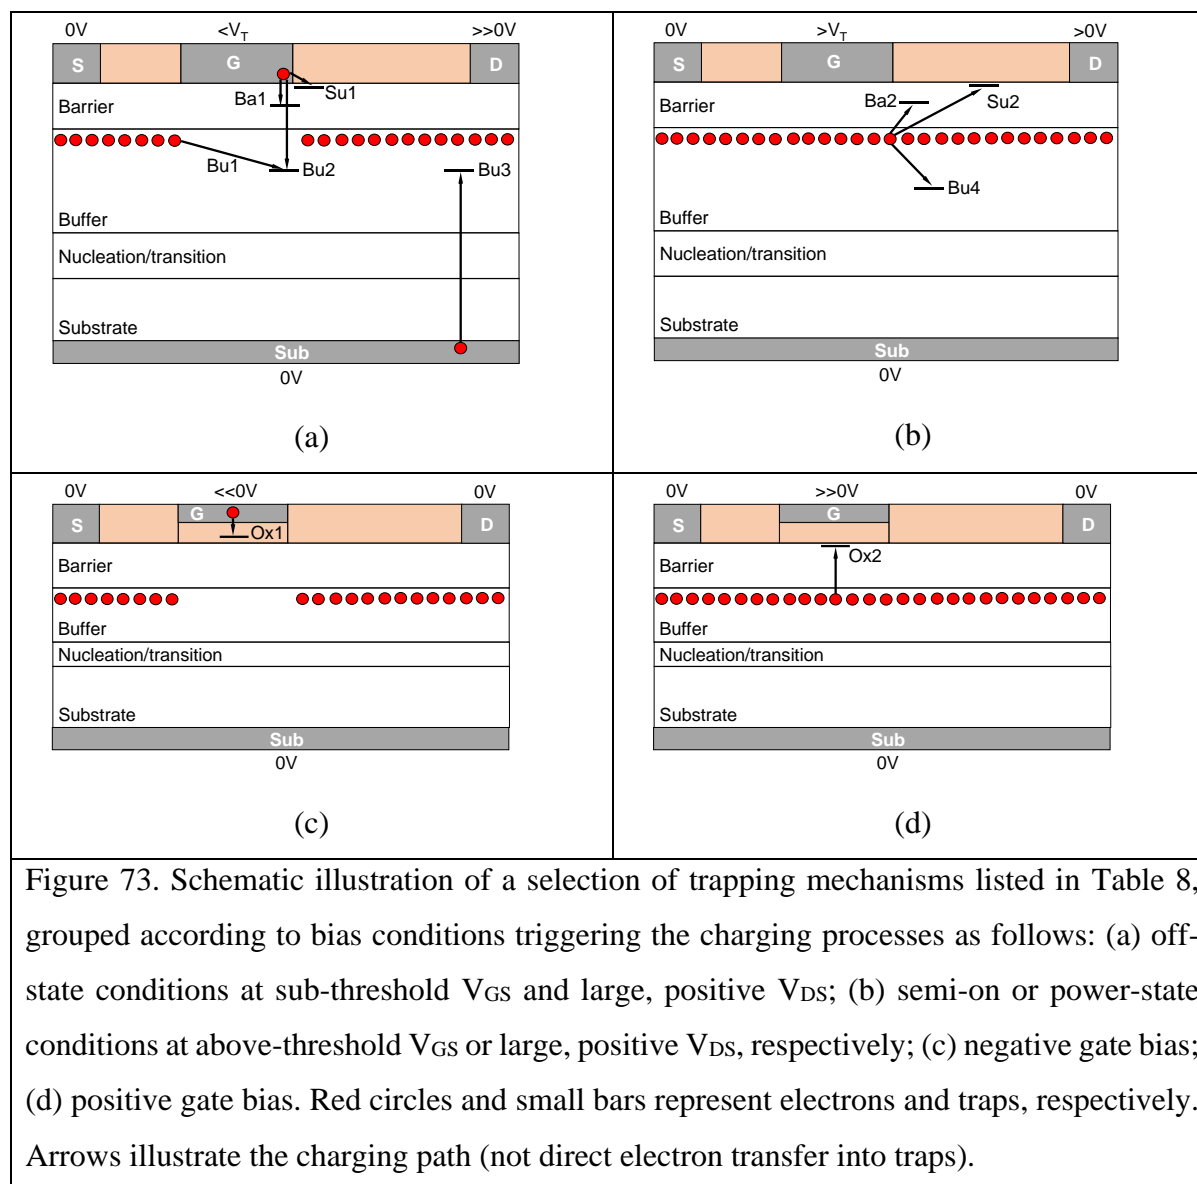 0V <V_T >>0V
S G D
Ba1 Su1
Barrier
Bu1 Bu2 Bu3
Buffer
Nucleation/transition
Substrate
Sub
0V
(a)
0V >V_T >0V
S G D
Ba2 Su2
Barrier
Bu4
Buffer
Nucleation/transition
Substrate
Sub
0V
(b)
0V <<0V 0V
S G D
Ox1
Barrier
Buffer
Nucleation/transition
Substrate
Sub
0V
(c)
0V >>0V 0V
S G D
Ox2
Barrier
Buffer
Nucleation/transition
Substrate
Sub
0V
(d)
Figure 73. Schematic illustration of a selection of trapping mechanisms listed in Table 8,
grouped according to bias conditions triggering the charging processes as follows: (a) off-
state conditions at sub-threshold V_GS and large, positive V_DS; (b) semi-on or power-state
conditions at above-threshold V_GS or large, positive V_DS, respectively; (c) negative gate bias;
(d) positive gate bias. Red circles and small bars represent electrons and traps, respectively.
Arrows illustrate the charging path (not direct electron transfer into traps).